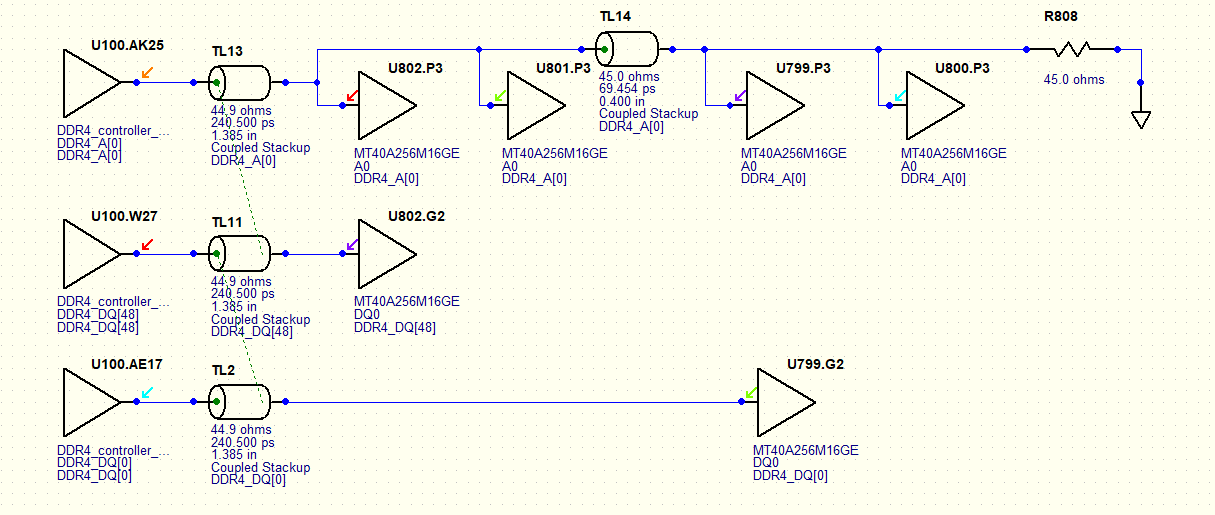 TL14
R808
U100.AK25
TL13
U802.P3
U801.P3
U799.P3
U800.P3
45.0 ohms
69.454 ps
0.400 in
Coupled Stackup
DDR4_A[0]
45.0 ohms
44.9 ohms
240.500 ps
1.385 in
Coupled Stackup
DDR4_A[0]
DDR4_controller_...
DDR4_A[0]
DDR4_A[0]
MT40A256M16GE
A0
DDR4_A[0]
MT40A256M16GE
A0
DDR4_A[0]
MT40A256M16GE
A0
DDR4_A[0]
MT40A256M16GE
A0
DDR4_A[0]
U100.W27
TL11
U802.G2
44.9 ohms
240.500 ps
1.385 in
Coupled Stackup
DDR4_DQ[48]
DDR4_controller_...
DDR4_DQ[48]
DDR4_DQ[48]
MT40A256M16GE
DQ0
DDR4_DQ[48]
U100.AE17
TL2
U799.G2
44.9 ohms
240.500 ps
1.385 in
Coupled Stackup
DDR4_DQ[0]
DDR4_controller_...
DDR4_DQ[0]
DDR4_DQ[0]
MT40A256M16GE
DQ0
DDR4_DQ[0]